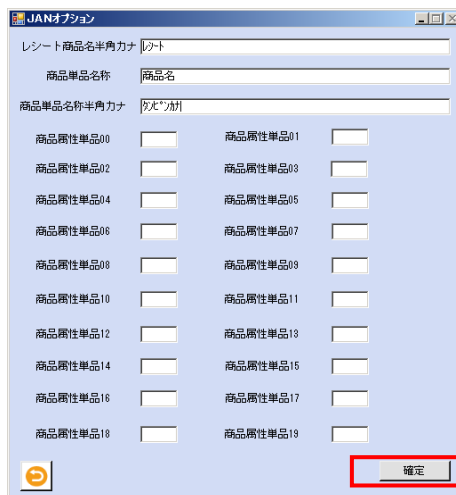 JANオプション
レシート商品名半角カナ ﾚｼｰﾄ
商品単品名称 商品名
商品単品名称半角カナ ﾀﾝﾋﾟﾝｶﾅ
商品属性単品00 商品属性単品01
商品属性単品02 商品属性単品03
商品属性単品04 商品属性単品05
商品属性単品06 商品属性単品07
商品属性単品08 商品属性単品09
商品属性単品10 商品属性単品11
商品属性単品12 商品属性単品13
商品属性単品14 商品属性単品15
商品属性単品16 商品属性単品17
商品属性単品18 商品属性単品19
確定